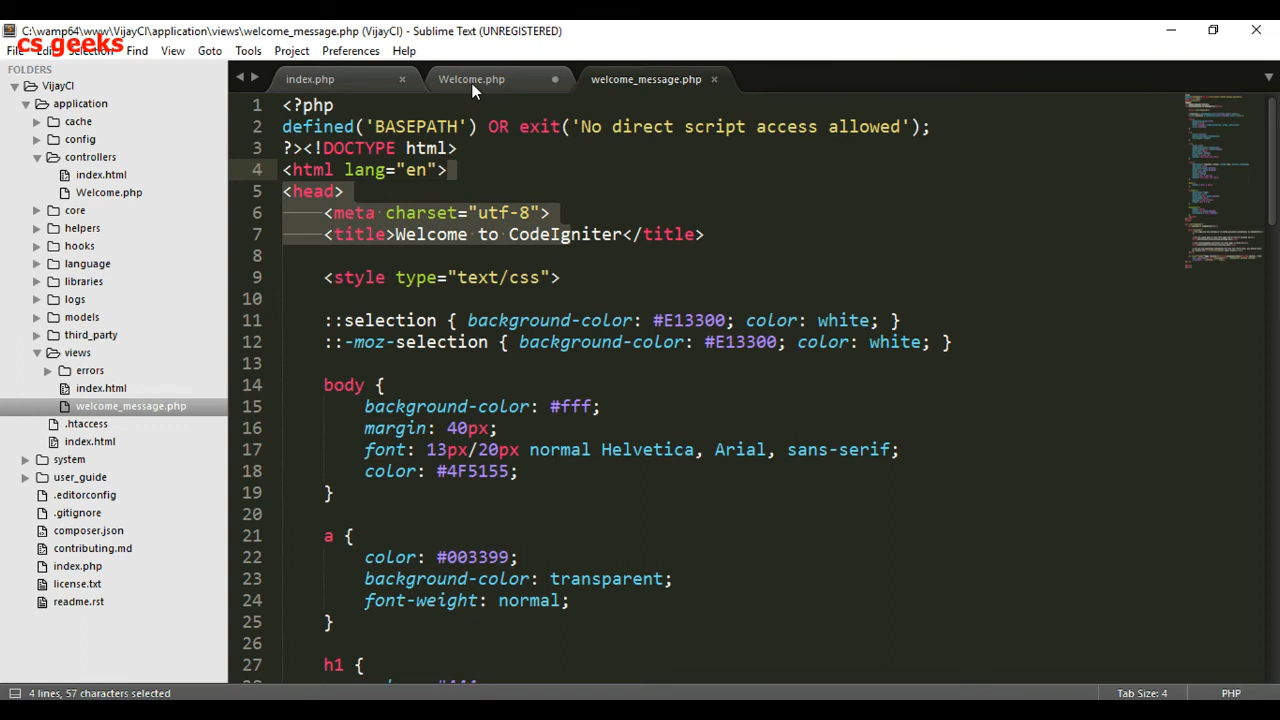 C:\wamp64\www\VijayCI\application\views\welcome_message.php (VijayCI) - Sublime Text (UNREGISTERED)
cs geeks
File Edit Selection Find View Goto Tools Project Preferences Help
FOLDERS
VijayCI
application
cache
config
controllers
index.html
Welcome.php
core
helpers
hooks
language
libraries
logs
models
third_party
views
errors
index.html
welcome_message.php
.htaccess
index.html
system
user_guide
.editorconfig
.gitignore
composer.json
contributing.md
index.php
license.txt
readme.rst
index.php Welcome.php welcome_message.php
1 <?php
2 defined('BASEPATH') OR exit('No direct script access allowed');
3 ?><!DOCTYPE html>
4 <html lang="en">
5 <head>
6 <meta charset="utf-8">
7 <title>Welcome to CodeIgniter</title>
8
9 <style type="text/css">
10
11 ::selection { background-color: #E13300; color: white; }
12 ::-moz-selection { background-color: #E13300; color: white; }
13
14 body {
15 background-color: #fff;
16 margin: 40px;
17 font: 13px/20px normal Helvetica, Arial, sans-serif;
18 color: #4F5155;
19 }
20
21 a {
22 color: #003399;
23 background-color: transparent;
24 font-weight: normal;
25 }
26
27 h1 {
4 lines, 57 characters selected
Tab Size: 4
PHP